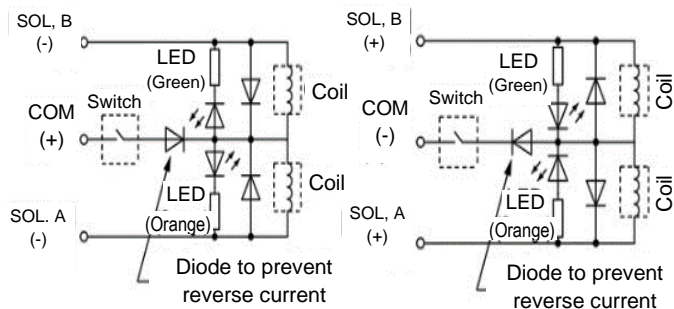 SOL, B
(-)
LED
(Green)
Coil
COM
(+)
Switch
Coil
LED
(Orange)
SOL. A
(-)
Diode to prevent
reverse current
SOL, B
(+)
LED
(Green)
Coil
COM
(-)
Switch
Coil
LED
(Orange)
SOL, A
(+)
Diode to prevent
reverse current